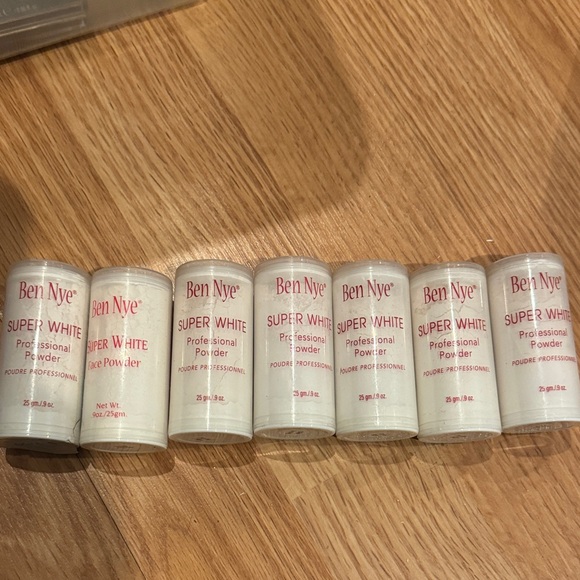 Ben Nye®
SUPER WHITE
Professional
Powder
POUDRE PROFESSIONNEL
25 gm./.9 oz.
Ben Nye®
SUPER WHITE
Face Powder
Net Wt.
9oz./25gm.
Ben Nye®
SUPER WHITE
Professional
Powder
POUDRE PROFESSIONNEL
25 gm./.9 oz.
Ben Nye®
SUPER WHITE
Professional
Powder
POUDRE PROFESSIONNEL
25 gm./.9 oz.
Ben Nye®
SUPER WHITE
Professional
Powder
POUDRE PROFESSIONNEL
25 gm./.9 oz.
Ben Nye®
SUPER WHITE
Professional
Powder
POUDRE PROFESSIONNEL
25 gm./.9 oz.
Ben Nye®
SUPER WHITE
Professional
Powder
POUDRE PROFESSIONNEL
25 gm./.9 oz.